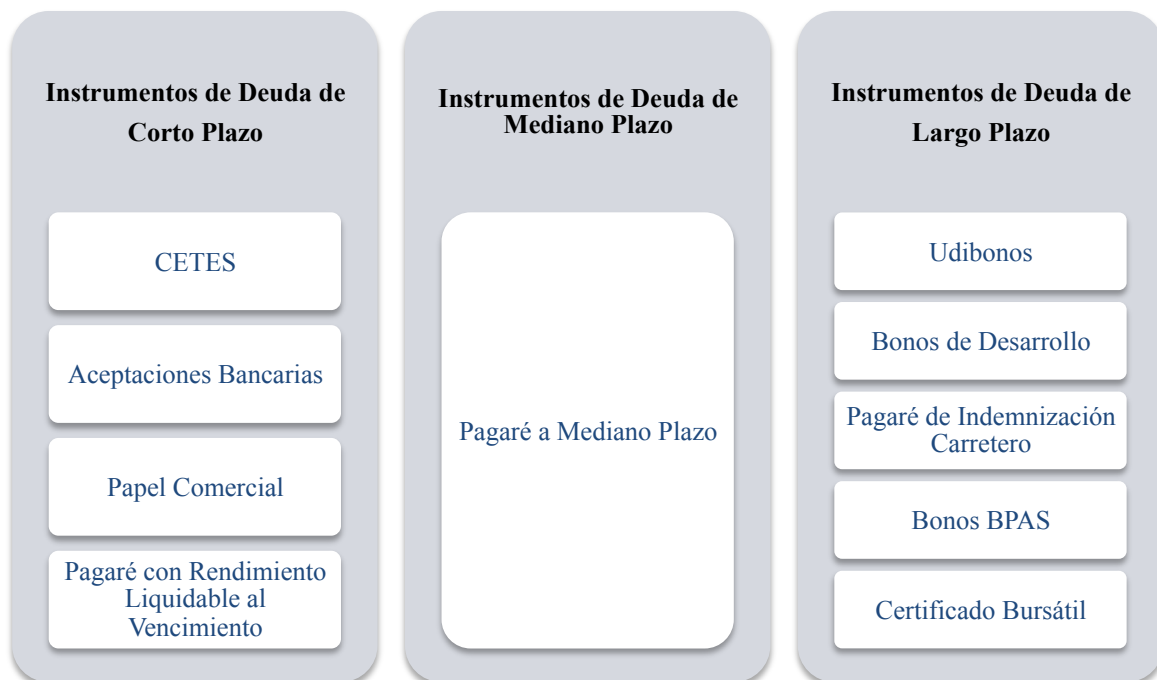 Instrumentos de Deuda de
Corto Plazo
CETES
Aceptaciones Bancarias
Papel Comercial
Pagaré con Rendimiento
Liquidable al
Vencimiento
Instrumentos de Deuda de
Mediano Plazo
Pagaré a Mediano Plazo
Instrumentos de Deuda de
Largo Plazo
Udibonos
Bonos de Desarrollo
Pagaré de Indemnización
Carretero
Bonos BPAS
Certificado Bursátil